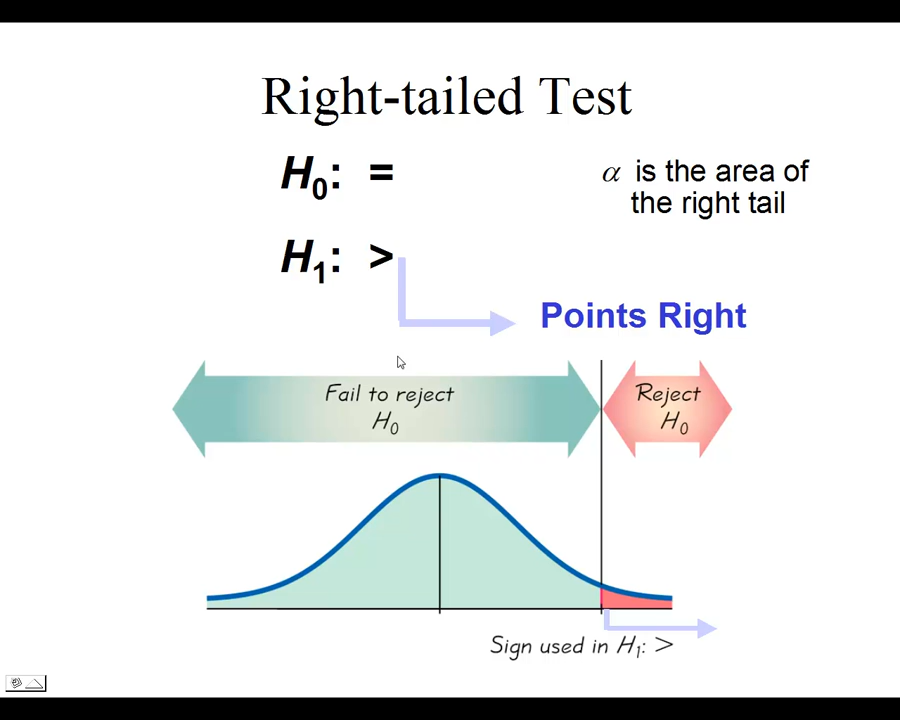 Right-tailed Test
H₀: =
α is the area of
the right tail
H₁: >
Points Right
Fail to reject
H₀
Reject
H₀
Sign used in H₁: >